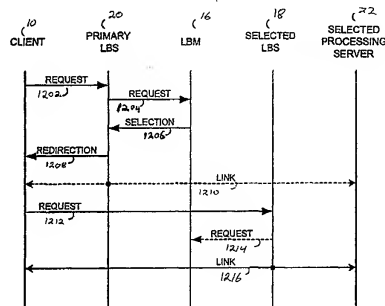 10 20 16 18 22
CLIENT PRIMARY LBS LBM SELECTED LBS SELECTED PROCESSING SERVER
REQUEST
1202
REQUEST
1204
SELECTION
1206
REDIRECTION
1208
LINK
1210
REQUEST
1212
REQUEST
1214
LINK
1216